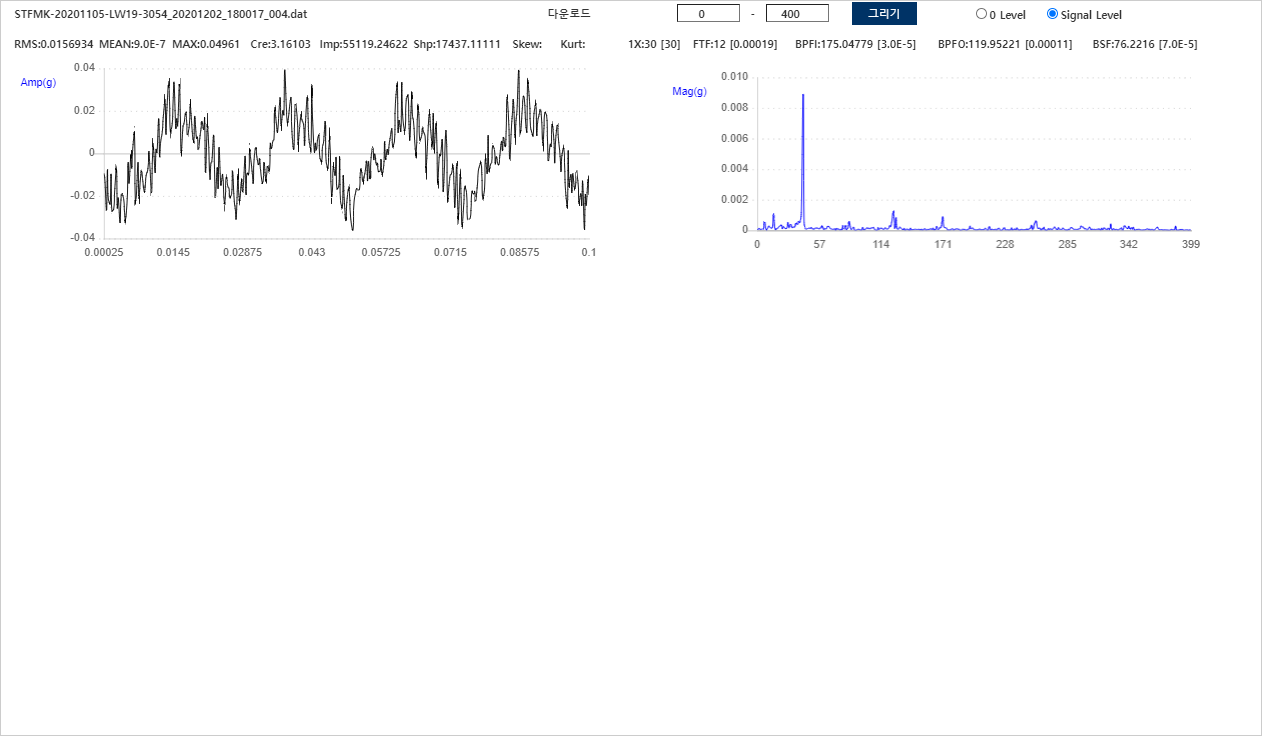 STFMK-20201105-LW19-3054_20201202_180017_004.dat 다운로드 0 - 400 그리기 0 Level Signal Level
RMS:0.0156934 MEAN:9.0E-7 MAX:0.04961 Cre:3.16103 Imp:55119.24622 Shp:17437.11111 Skew: Kurt: 1X:30 [30] FTF:12 [0.00019] BPFI:175.04779 [3.0E-5] BPFO:119.95221 [0.00011] BSF:76.2216 [7.0E-5]
Amp(g)
0.04
0.02
0
-0.02
-0.04
0.00025 0.0145 0.02875 0.043 0.05725 0.0715 0.08575 0.1
Mag(g)
0.010
0.008
0.006
0.004
0.002
0
0 57 114 171 228 285 342 399